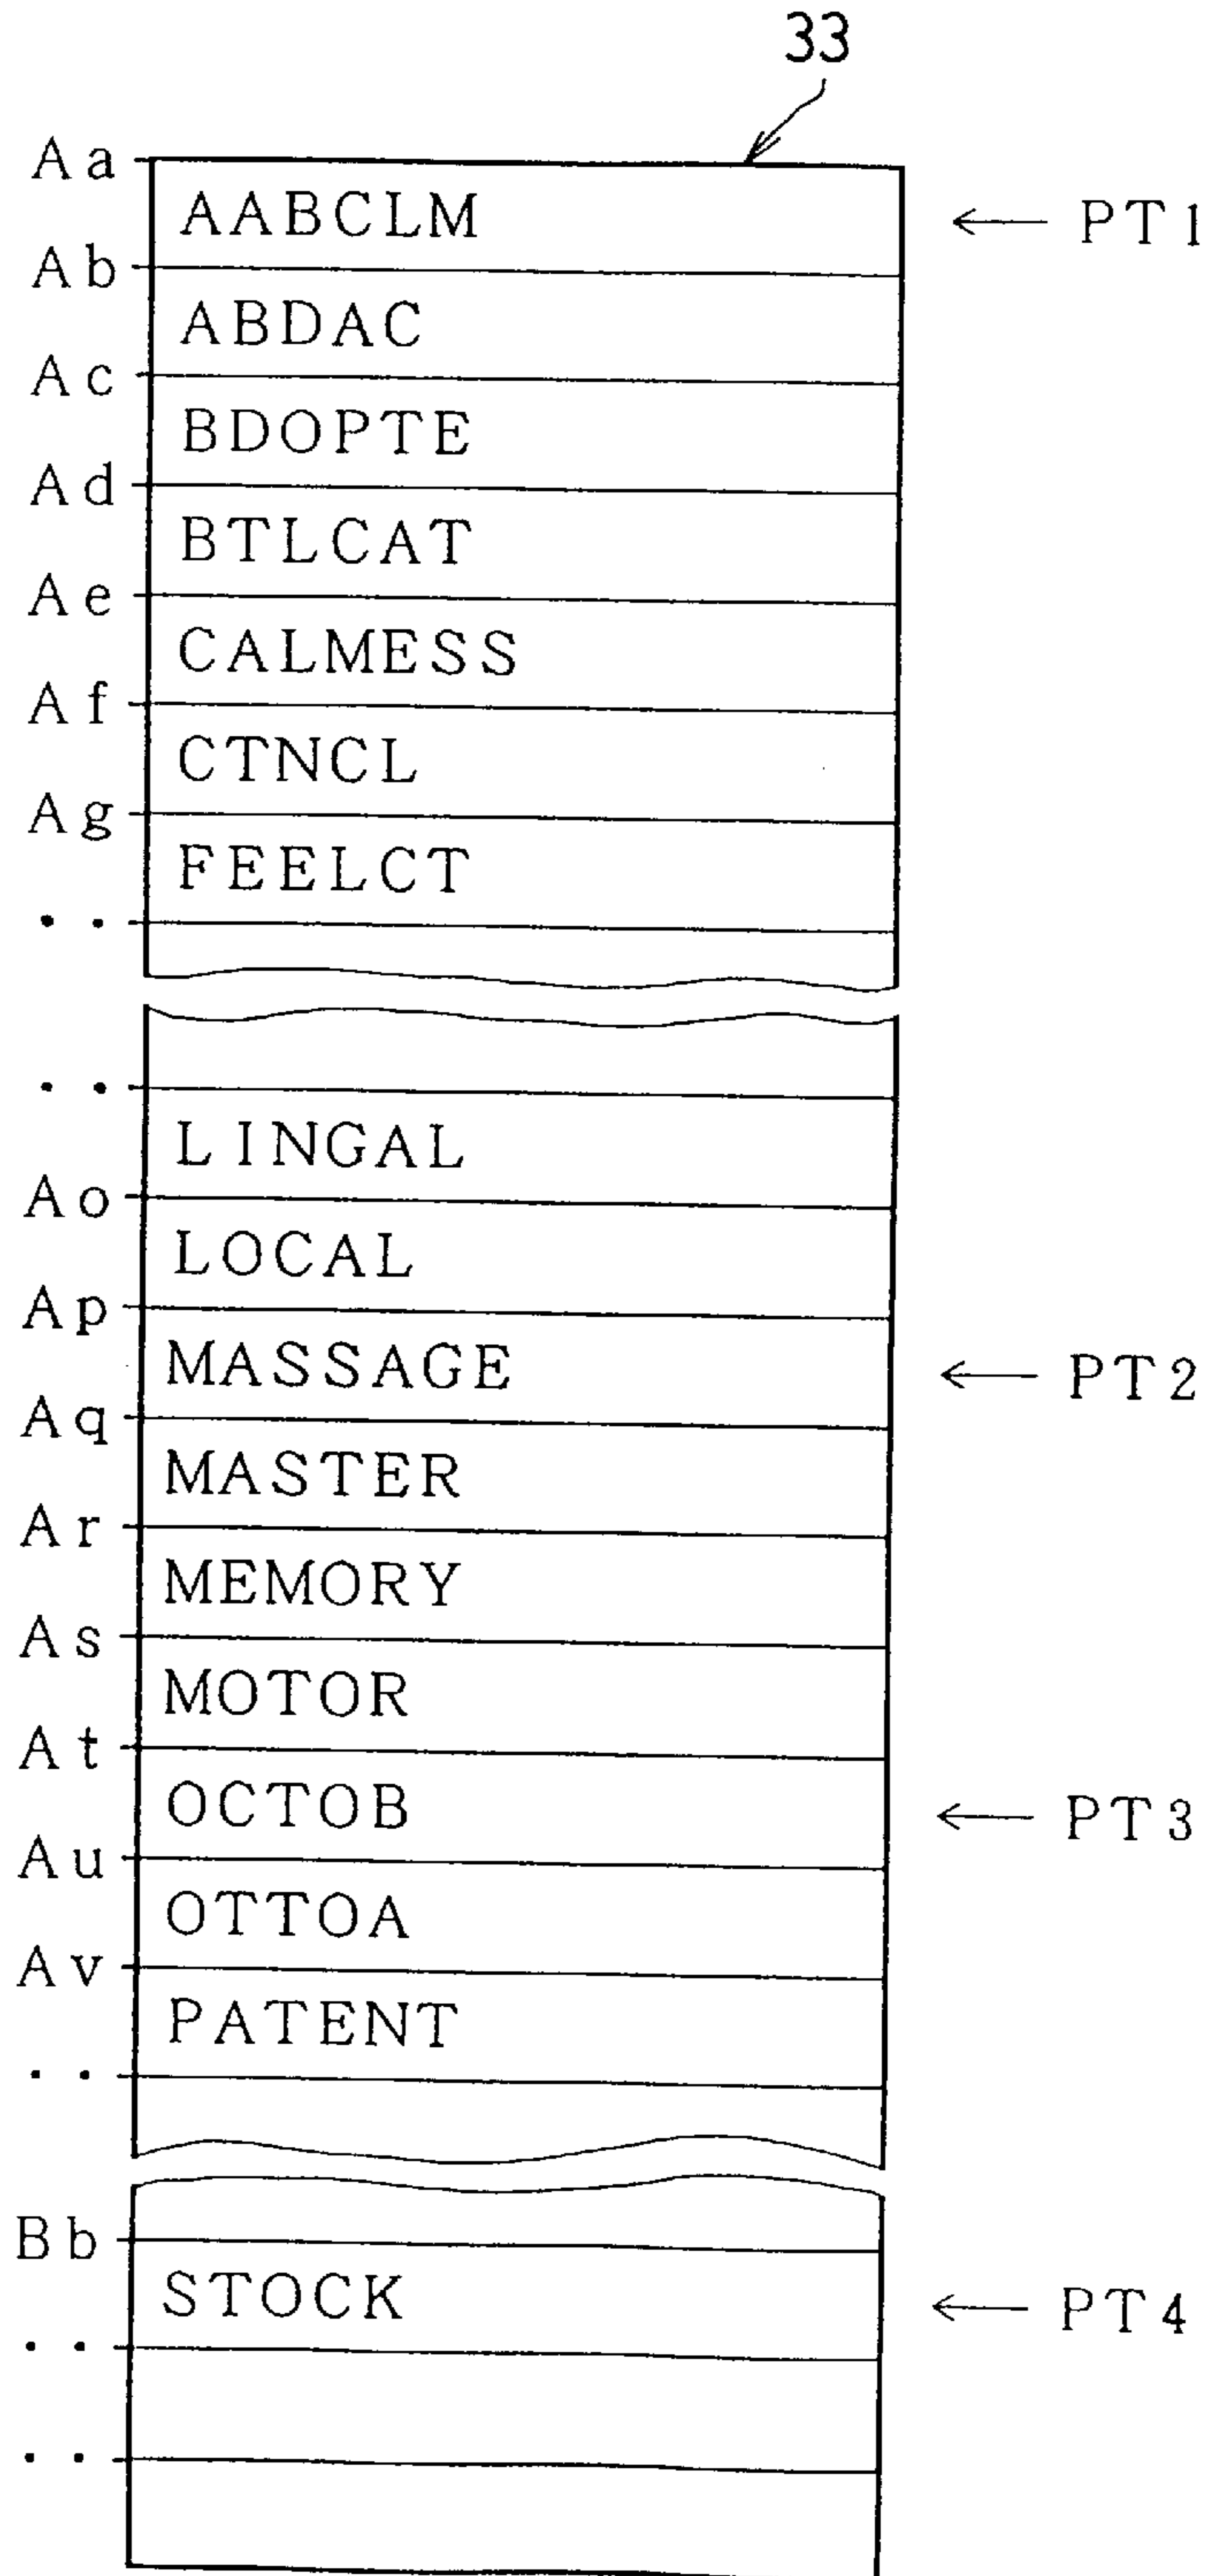 33
Aa
AABCLM ← PT1
Ab
ABDAC
Ac
BDOPTE
Ad
BTLCAT
Ae
CALMESS
Af
CTNCL
Ag
FEELCT
..
..
LINGAL
Ao
LOCAL
Ap
MASSAGE ← PT2
Aq
MASTER
Ar
MEMORY
As
MOTOR
At
OCTOB ← PT3
Au
OTTOA
Av
PATENT
..
Bb
STOCK ← PT4
..
..